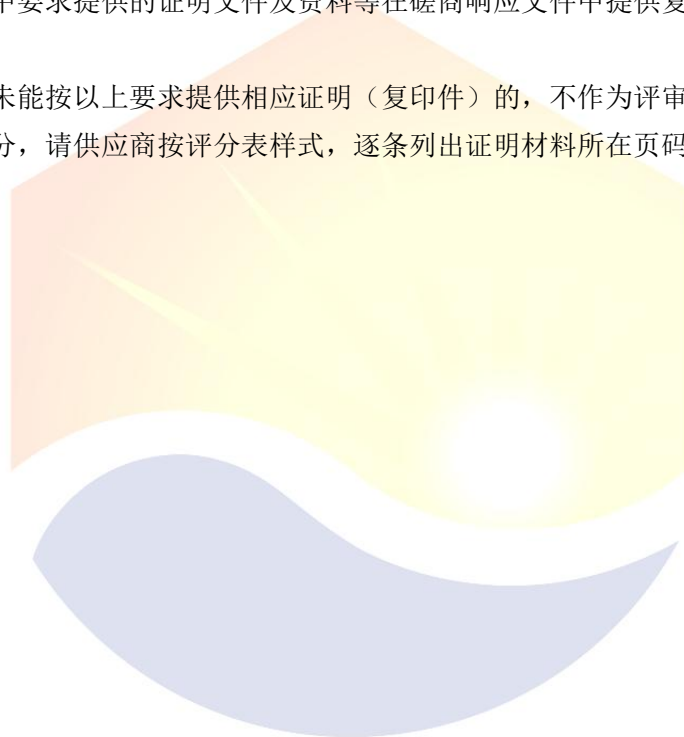 中要求提供的证明文件及资料等在磋商响应文件中提供复
未能按以上要求提供相应证明（复印件）的，不作为评审
分，请供应商按评分表样式，逐条列出证明材料所在页码